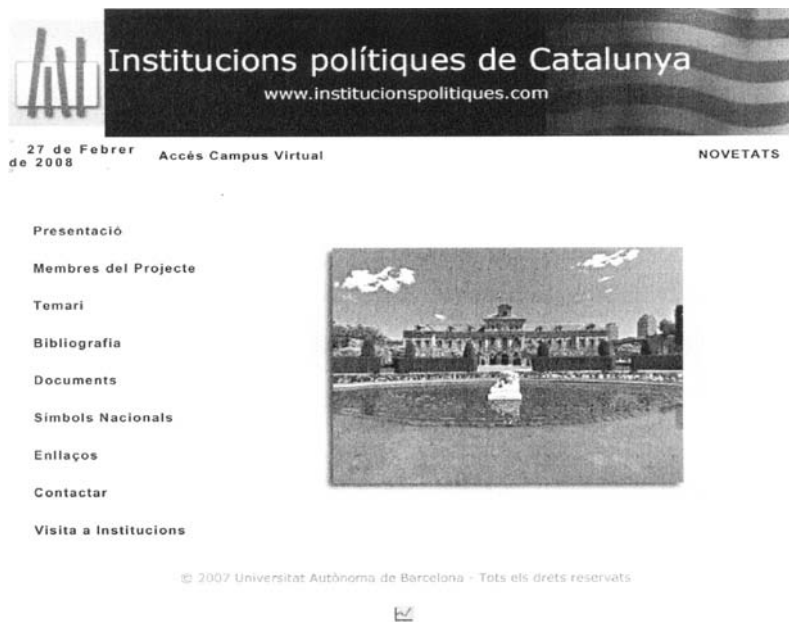 Institucions polítiques de Catalunya
www.institucionspolitiques.com
27 de Febrer
de 2008
Accés Campus Virtual
NOVETATS
Presentació
Membres del Projecte
Temari
Bibliografia
Documents
Símbols Nacionals
Enllaços
Contactar
Visita a Institucions
© 2007 Universitat Autònoma de Barcelona - Tots els drets reservats